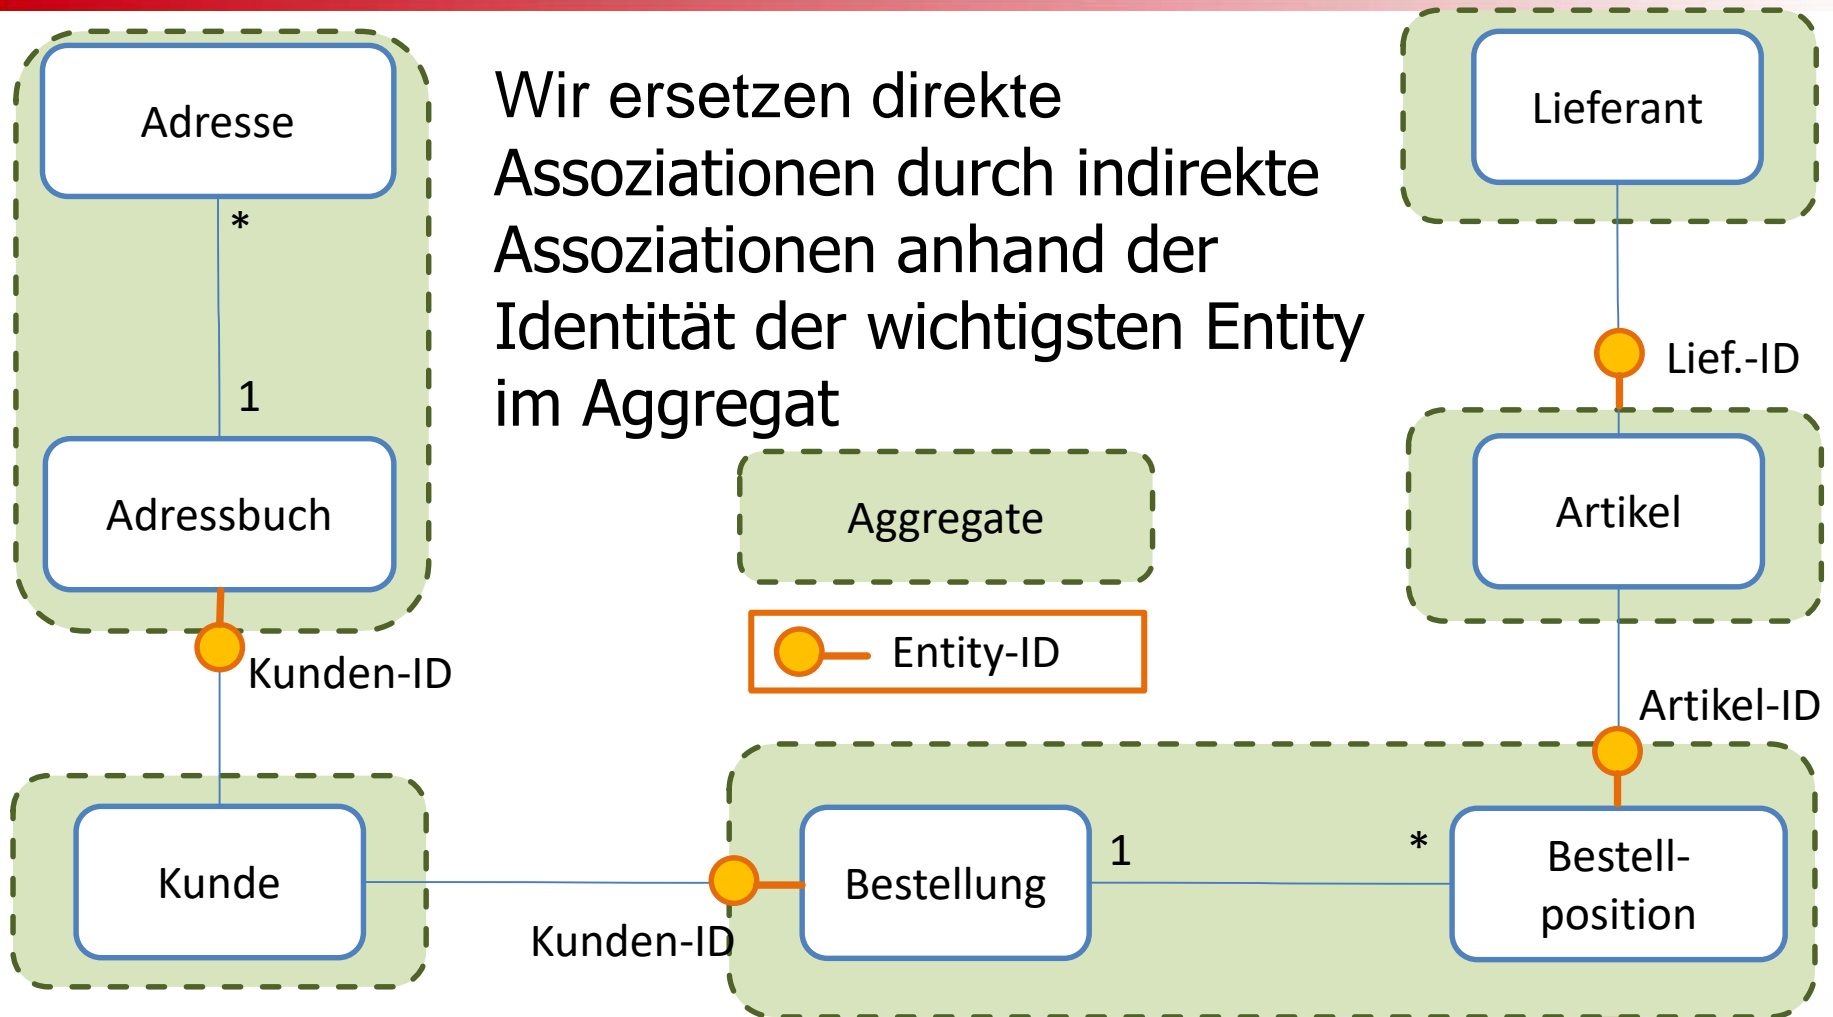 Adresse
*
1
Adressbuch
Kunden-ID
Kunde
Wir ersetzen direkte
Assoziationen durch indirekte
Assoziationen anhand der
Identität der wichtigsten Entity
im Aggregat
Aggregate
Entity-ID
Lieferant
Lief.-ID
Artikel
Artikel-ID
Kunden-ID
Bestellung
1
*
Bestell-
position